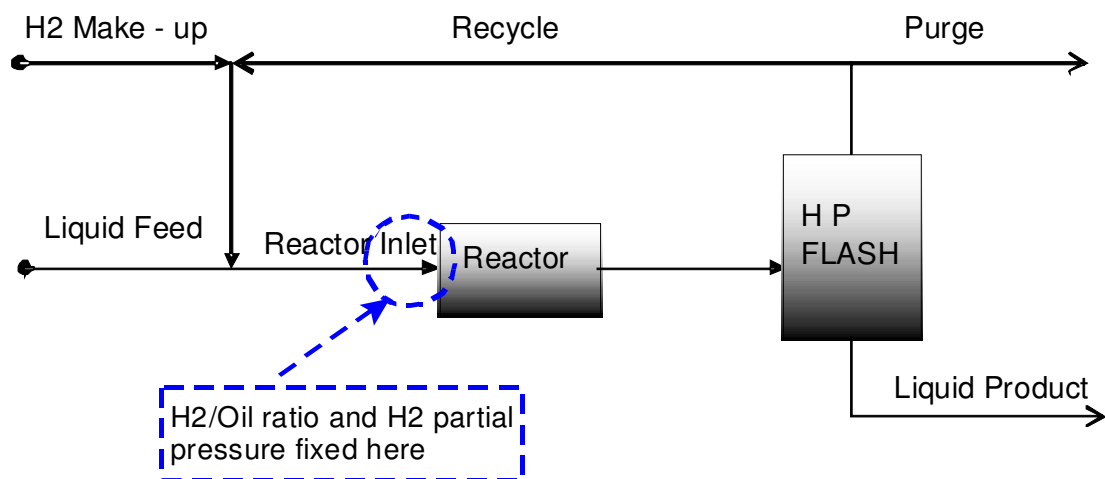 H2 Make - up
Recycle
Purge
Liquid Feed
Reactor Inlet
Reactor
H P
FLASH
Liquid Product
H2/Oil ratio and H2 partial
pressure fixed here